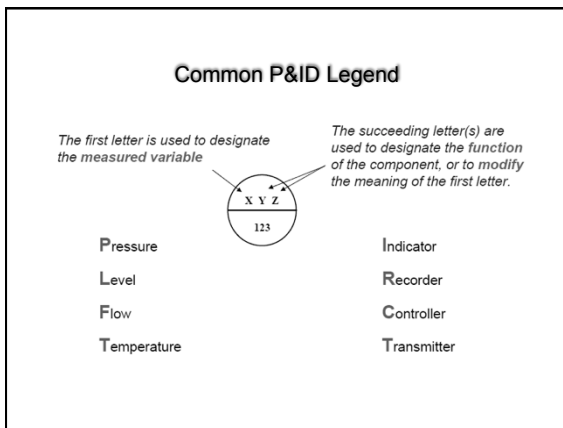 Common P&ID Legend
The first letter is used to designate
the measured variable
The succeeding letter(s) are
used to designate the function
of the component, or to modify
the meaning of the first letter.
X Y Z
123
Pressure
Level
Flow
Temperature
Indicator
Recorder
Controller
Transmitter